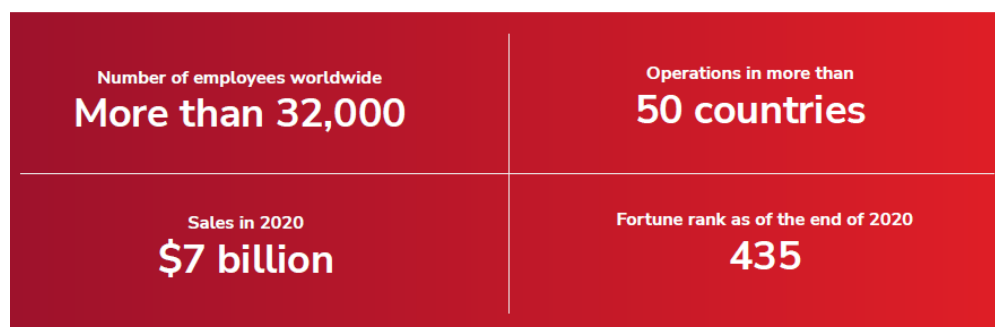 Number of employees worldwide
More than 32,000
Operations in more than
50 countries
Sales in 2020
$7 billion
Fortune rank as of the end of 2020
435